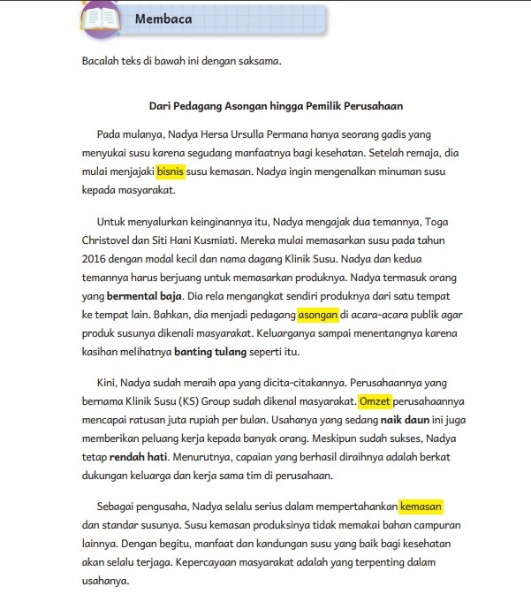 Membaca
Bacalah teks di bawah ini dengan saksama.
Dari Pedagang Asongan hingga Pemilik Perusahaan
Pada mulanya, Nadya Hersa Ursulla Permana hanya seorang gadis yang
menyukai susu karena segudang manfaatnya bagi kesehatan. Setelah remaja, dia
mulai menjajaki bisnis susu kemasan. Nadya ingin mengenalkan minuman susu
kepada masyarakat.
Untuk menyalurkan keinginannya itu, Nadya mengajak dua temannya, Toga
Christovel dan Siti Hani Kusmiati. Mereka mulai memasarkan susu pada tahun
2016 dengan modal kecil dan nama dagang Klinik Susu. Nadya dan kedua
temannya harus berjuang untuk memasarkan produknya. Nadya termasuk orang
yang bermental baja. Dia rela mengangkat sendiri produknya dari satu tempat
ke tempat lain. Bahkan, dia menjadi pedagang asongan di acara-acara publik agar
produk susunya dikenali masyarakat. Keluarganya sampai menentangnya karena
kasihan melihatnya banting tulang seperti itu.
Kini, Nadya sudah meraih apa yang dicita-citakannya. Perusahaannya yang
bernama Klinik Susu (KS) Group sudah dikenal masyarakat. Omzet perusahaannya
mencapai ratusan juta rupiah per bulan. Usahanya yang sedang naik daun ini juga
memberikan peluang kerja kepada banyak orang. Meskipun sudah sukses, Nadya
tetap rendah hati. Menurutnya, capaian yang berhasil diraihnya adalah berkat
dukungan keluarga dan kerja sama tim di perusahaan.
Sebagai pengusaha, Nadya selalu serius dalam mempertahankan kemasan
dan standar susunya. Susu kemasan produksinya tidak memakai bahan campuran
lainnya. Dengan begitu, manfaat dan kandungan susu yang baik bagi kesehatan
akan selalu terjaga. Kepercayaan masyarakat adalah yang terpenting dalam
usahanya.